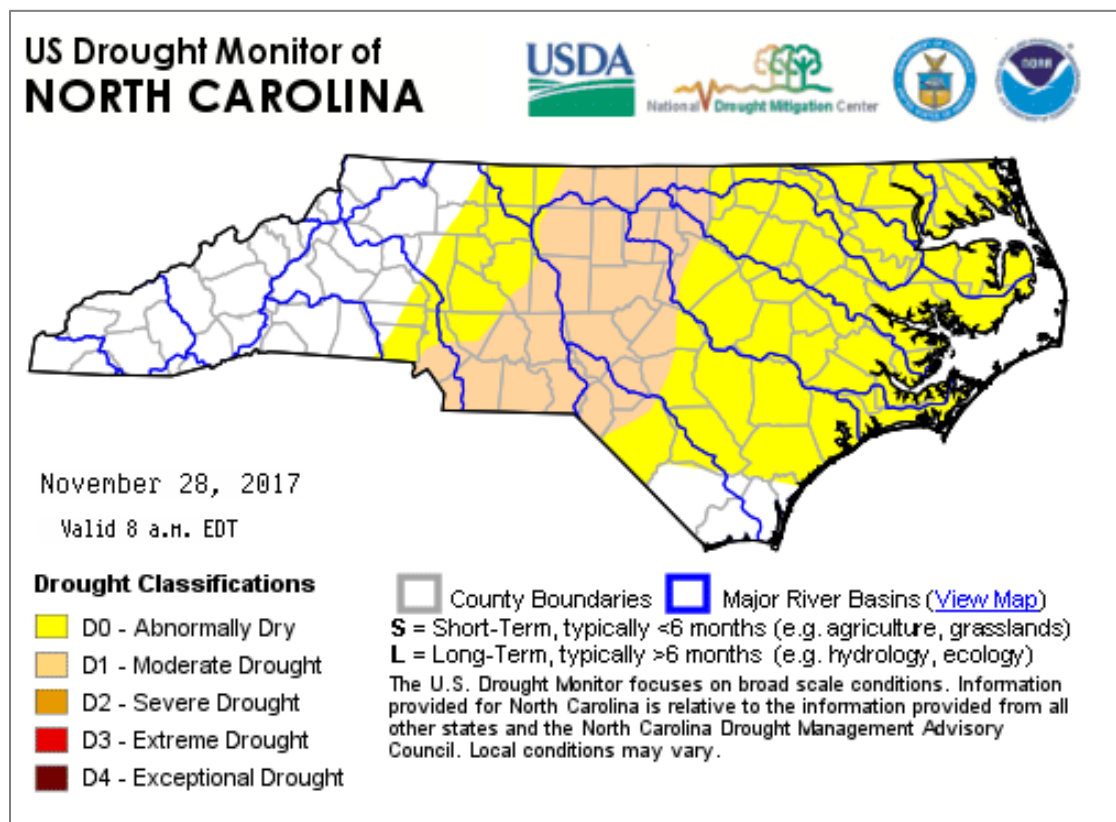 US Drought Monitor of
NORTH CAROLINA
USDA
National Drought Mitigation Center
NOAA
November 28, 2017
Valid 8 a.m. EDT
Drought Classifications
D0 - Abnormally Dry
D1 - Moderate Drought
D2 - Severe Drought
D3 - Extreme Drought
D4 - Exceptional Drought
County Boundaries
Major River Basins (View Map)
S = Short-Term, typically <6 months (e.g. agriculture, grasslands)
L = Long-Term, typically >6 months (e.g. hydrology, ecology)
The U.S. Drought Monitor focuses on broad scale conditions. Information
provided for North Carolina is relative to the information provided from all
other states and the North Carolina Drought Management Advisory
Council. Local conditions may vary.